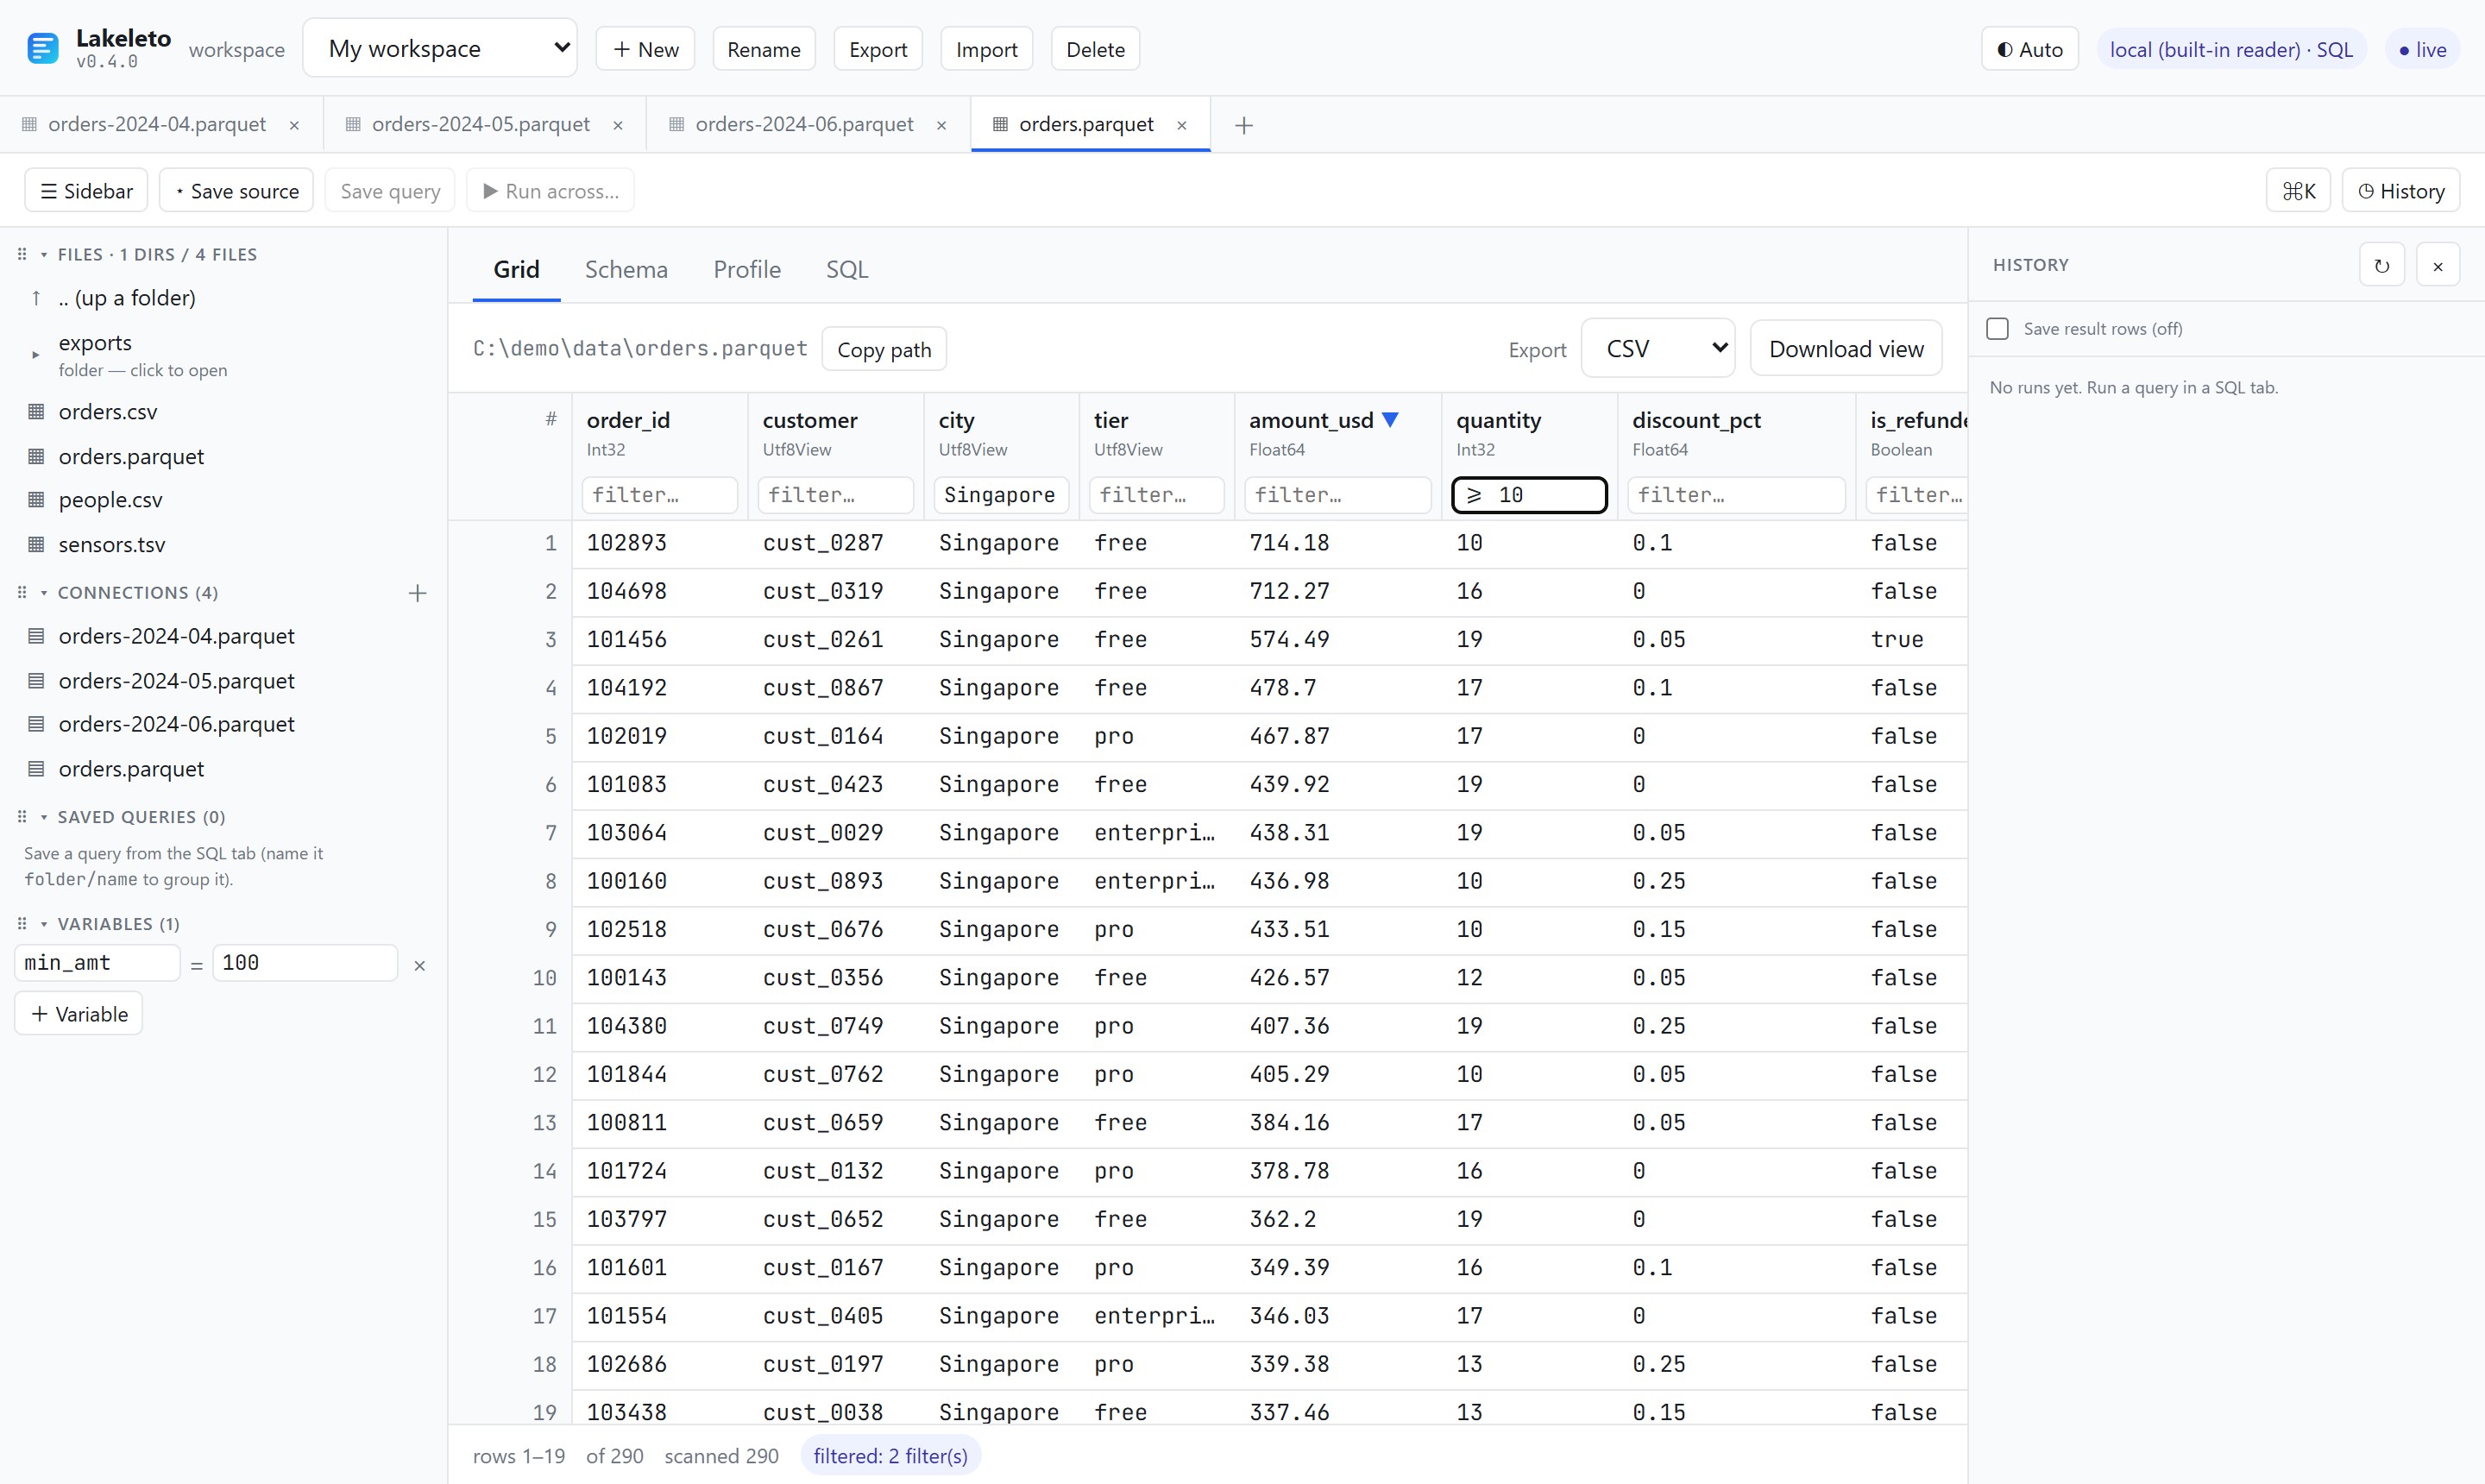 Lakeleto
v0.4.0
workspace
My workspace
+ New
Rename
Export
Import
Delete
Auto
local (built-in reader) · SQL
● live
orders-2024-04.parquet ×
orders-2024-05.parquet ×
orders-2024-06.parquet ×
orders.parquet ×
+
☰ Sidebar
Save source
Save query
▶ Run across…
⌘K
History
FILES · 1 DIRS / 4 FILES
↑ .. (up a folder)
exports
folder — click to open
orders.csv
orders.parquet
people.csv
sensors.tsv
CONNECTIONS (4) +
orders-2024-04.parquet
orders-2024-05.parquet
orders-2024-06.parquet
orders.parquet
SAVED QUERIES (0)
Save a query from the SQL tab (name it
folder/name to group it).
VARIABLES (1)
min_amt = 100 ×
+ Variable
Grid Schema Profile SQL
C:\demo\data\orders.parquet Copy path Export CSV Download view
# order_id customer city tier amount_usd ▼ quantity discount_pct is_refunde
Int32 Utf8View Utf8View Utf8View Float64 Int32 Float64 Boolean
filter… filter… Singapore filter… filter… ≥ 10 filter… filter…
1 102893 cust_0287 Singapore free 714.18 10 0.1 false
2 104698 cust_0319 Singapore free 712.27 16 0 false
3 101456 cust_0261 Singapore free 574.49 19 0.05 true
4 104192 cust_0867 Singapore free 478.7 17 0.1 false
5 102019 cust_0164 Singapore pro 467.87 17 0 false
6 101083 cust_0423 Singapore free 439.92 19 0 false
7 103064 cust_0029 Singapore enterpri… 438.31 19 0.05 false
8 100160 cust_0893 Singapore enterpri… 436.98 10 0.25 false
9 102518 cust_0676 Singapore pro 433.51 10 0.15 false
10 100143 cust_0356 Singapore free 426.57 12 0.05 false
11 104380 cust_0749 Singapore pro 407.36 19 0.25 false
12 101844 cust_0762 Singapore pro 405.29 10 0.05 false
13 100811 cust_0659 Singapore free 384.16 17 0.05 false
14 101724 cust_0132 Singapore pro 378.78 16 0 false
15 103797 cust_0652 Singapore free 362.2 19 0 false
16 101601 cust_0167 Singapore pro 349.39 16 0.1 false
17 101554 cust_0405 Singapore enterpri… 346.03 17 0 false
18 102686 cust_0197 Singapore pro 339.38 13 0.25 false
19 103438 cust_0038 Singapore free 337.46 13 0.15 false
rows 1–19 of 290 scanned 290 filtered: 2 filter(s)
HISTORY ↻ ×
Save result rows (off)
No runs yet. Run a query in a SQL tab.